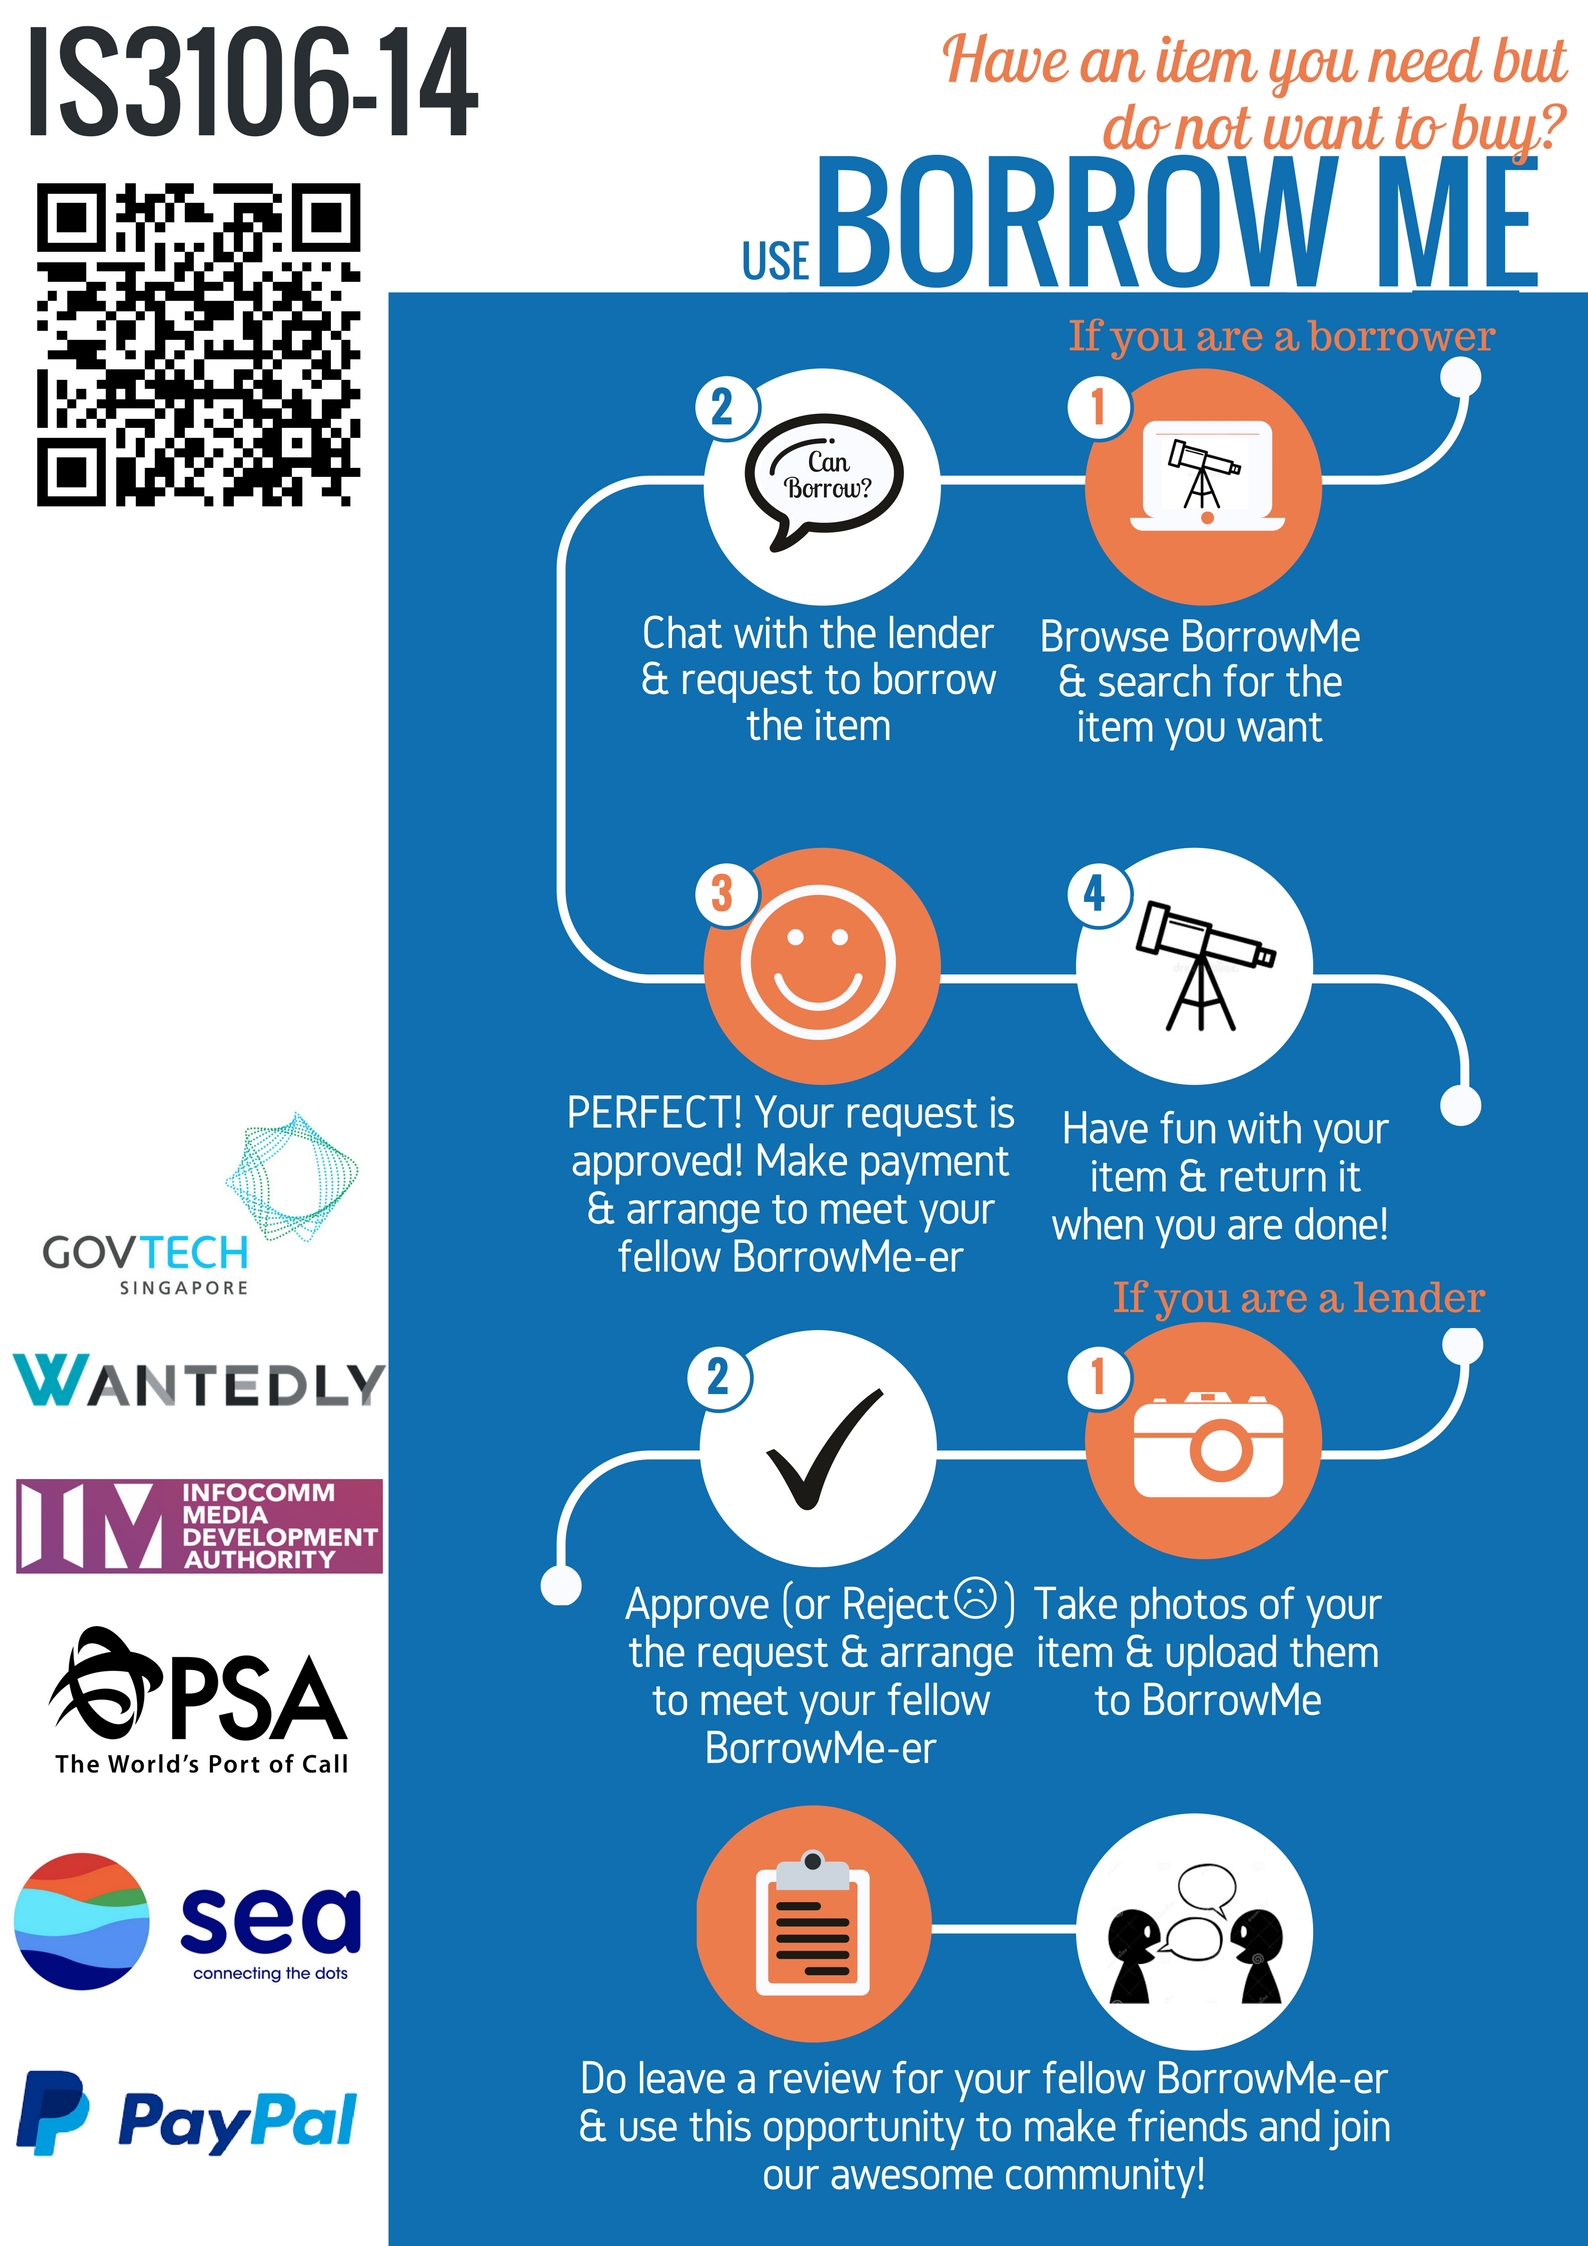 IS3106-14
Have an item you need but
do not want to buy?
USE BORROW ME
If you are a borrower
1
Browse BorrowMe
& search for the
item you want
2
Can
Borrow?
Chat with the lender
& request to borrow
the item
3
PERFECT! Your request is
approved! Make payment
& arrange to meet your
fellow BorrowMe-er
4
Have fun with your
item & return it
when you are done!
If you are a lender
1
Take photos of your
item & upload them
to BorrowMe
2
Approve (or Reject☹)
the request & arrange
to meet your fellow
BorrowMe-er
Do leave a review for your fellow BorrowMe-er
& use this opportunity to make friends and join
our awesome community!
GOVTECH
SINGAPORE
WANTEDLY
IM
INFOCOMM
MEDIA
DEVELOPMENT
AUTHORITY
PSA
The World's Port of Call
sea
connecting the dots
PayPal